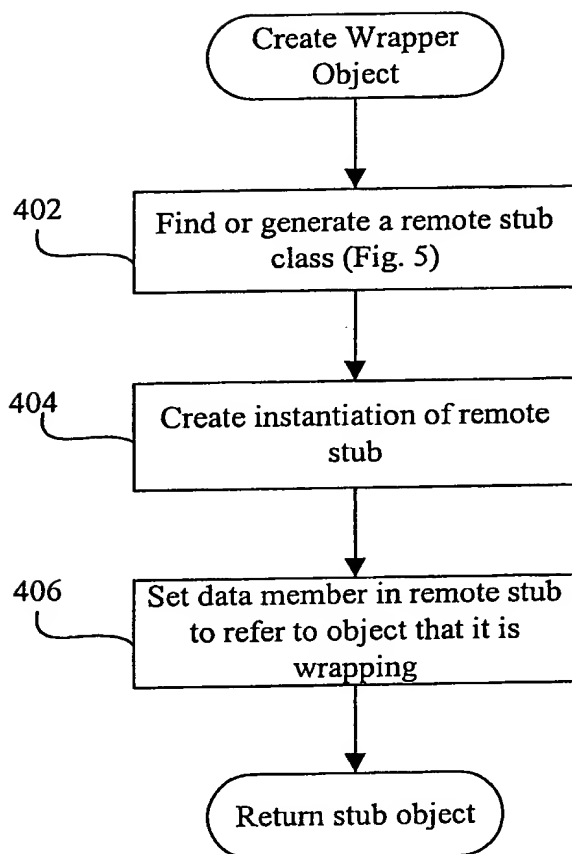 Create Wrapper
Object
402
Find or generate a remote stub
class (Fig. 5)
404
Create instantiation of remote
stub
406
Set data member in remote stub
to refer to object that it is
wrapping
Return stub object